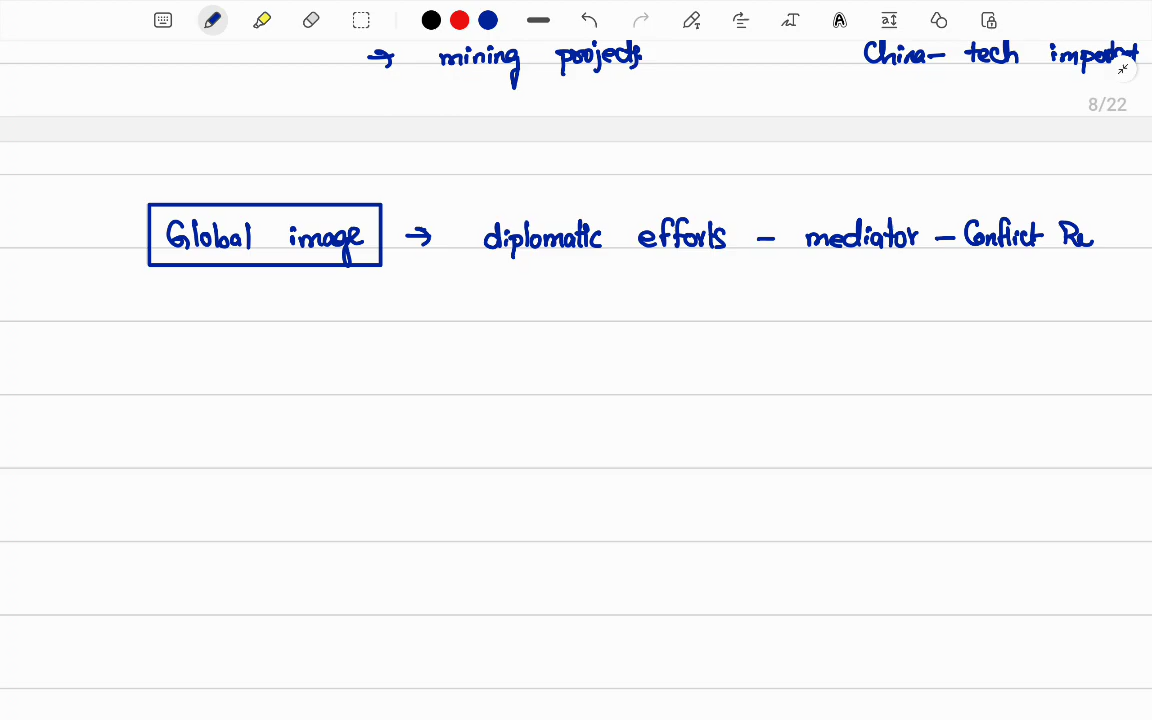 → mining projects China- tech import
8/22
Global image → diplomatic efforts - mediator - Conflict Re